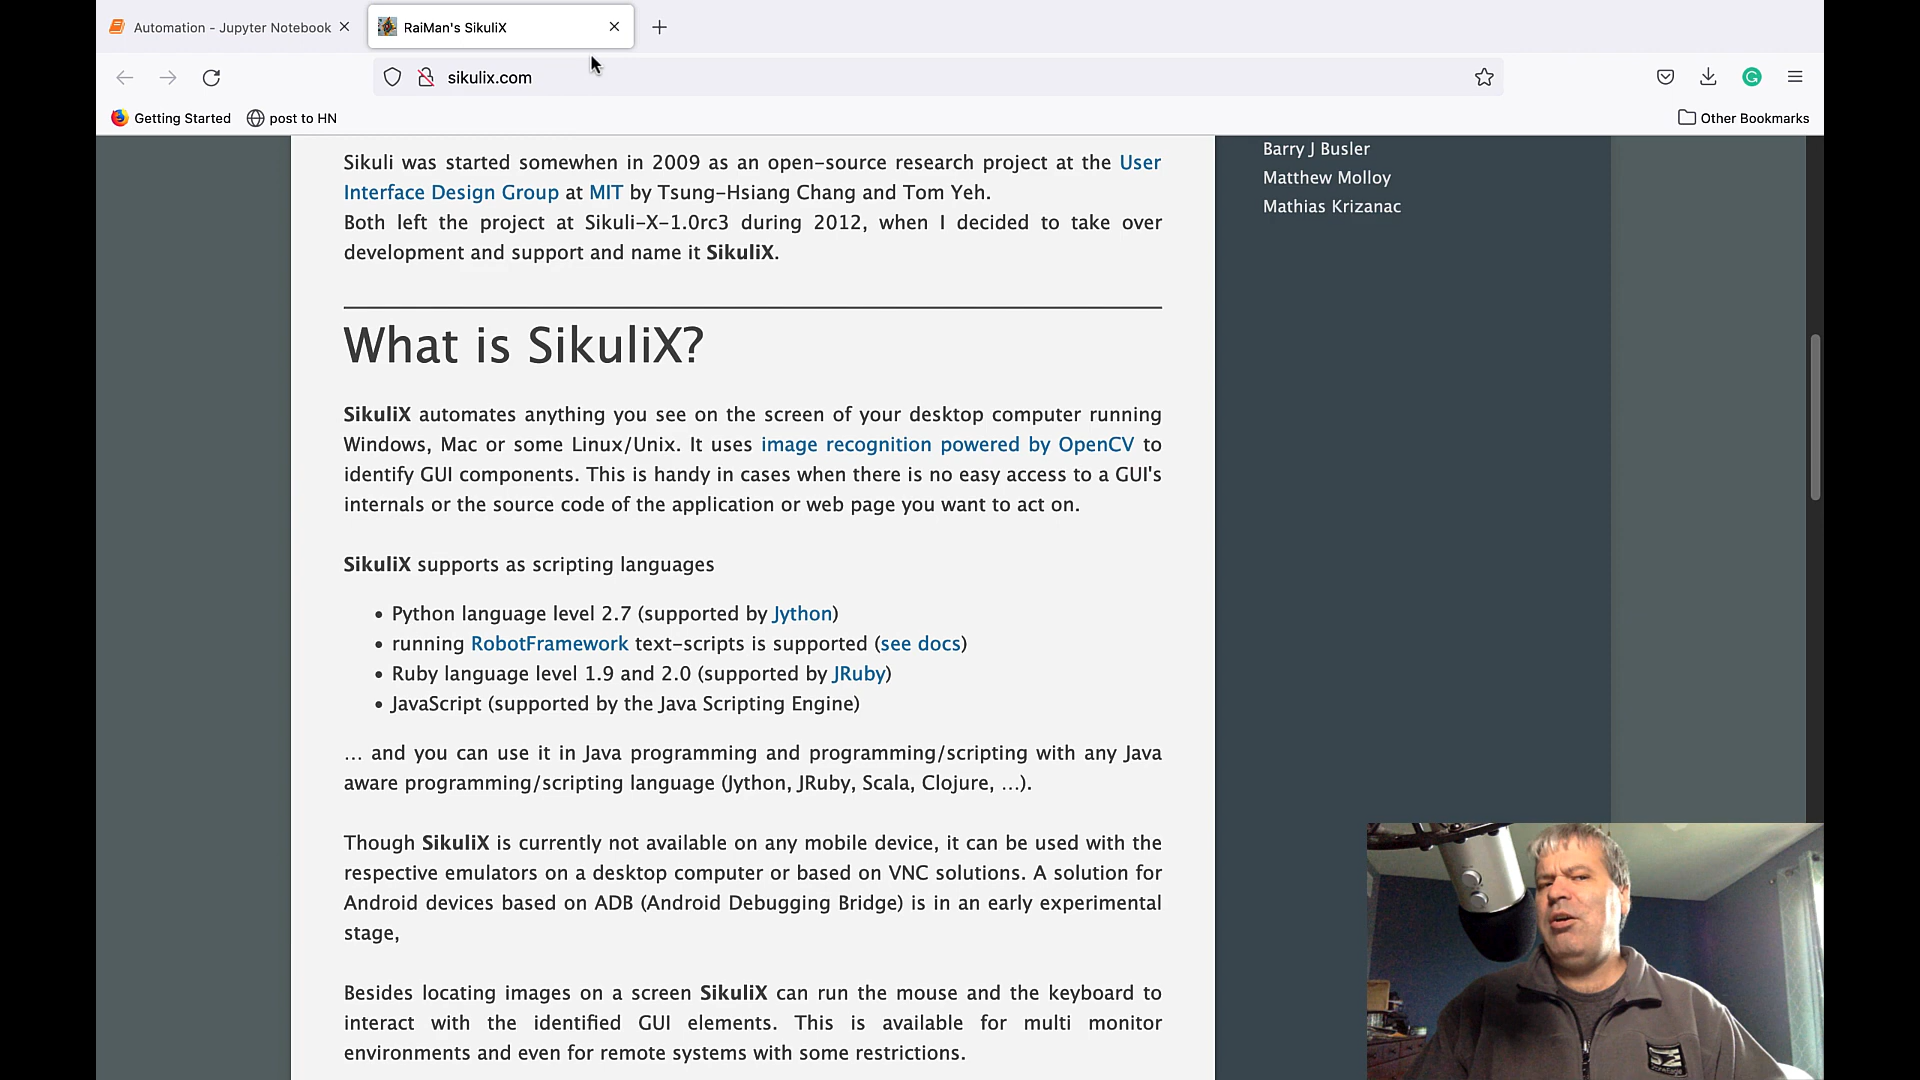 Automation - Jupyter Notebook
RaiMan's SikuliX
sikulix.com
Getting Started
post to HN
Other Bookmarks
Sikuli was started somewhen in 2009 as an open-source research project at the User
Interface Design Group at MIT by Tsung-Hsiang Chang and Tom Yeh.
Both left the project at Sikuli-X-1.0rc3 during 2012, when I decided to take over
development and support and name it SikuliX.
Barry J Busler
Matthew Molloy
Mathias Krizanac
What is SikuliX?
SikuliX automates anything you see on the screen of your desktop computer running
Windows, Mac or some Linux/Unix. It uses image recognition powered by OpenCV to
identify GUI components. This is handy in cases when there is no easy access to a GUI's
internals or the source code of the application or web page you want to act on.
SikuliX supports as scripting languages
• Python language level 2.7 (supported by Jython)
• running RobotFramework text-scripts is supported (see docs)
• Ruby language level 1.9 and 2.0 (supported by JRuby)
• JavaScript (supported by the Java Scripting Engine)
... and you can use it in Java programming and programming/scripting with any Java
aware programming/scripting language (Jython, JRuby, Scala, Clojure, ...).
Though SikuliX is currently not available on any mobile device, it can be used with the
respective emulators on a desktop computer or based on VNC solutions. A solution for
Android devices based on ADB (Android Debugging Bridge) is in an early experimental
stage,
Besides locating images on a screen SikuliX can run the mouse and the keyboard to
interact with the identified GUI elements. This is available for multi monitor
environments and even for remote systems with some restrictions.